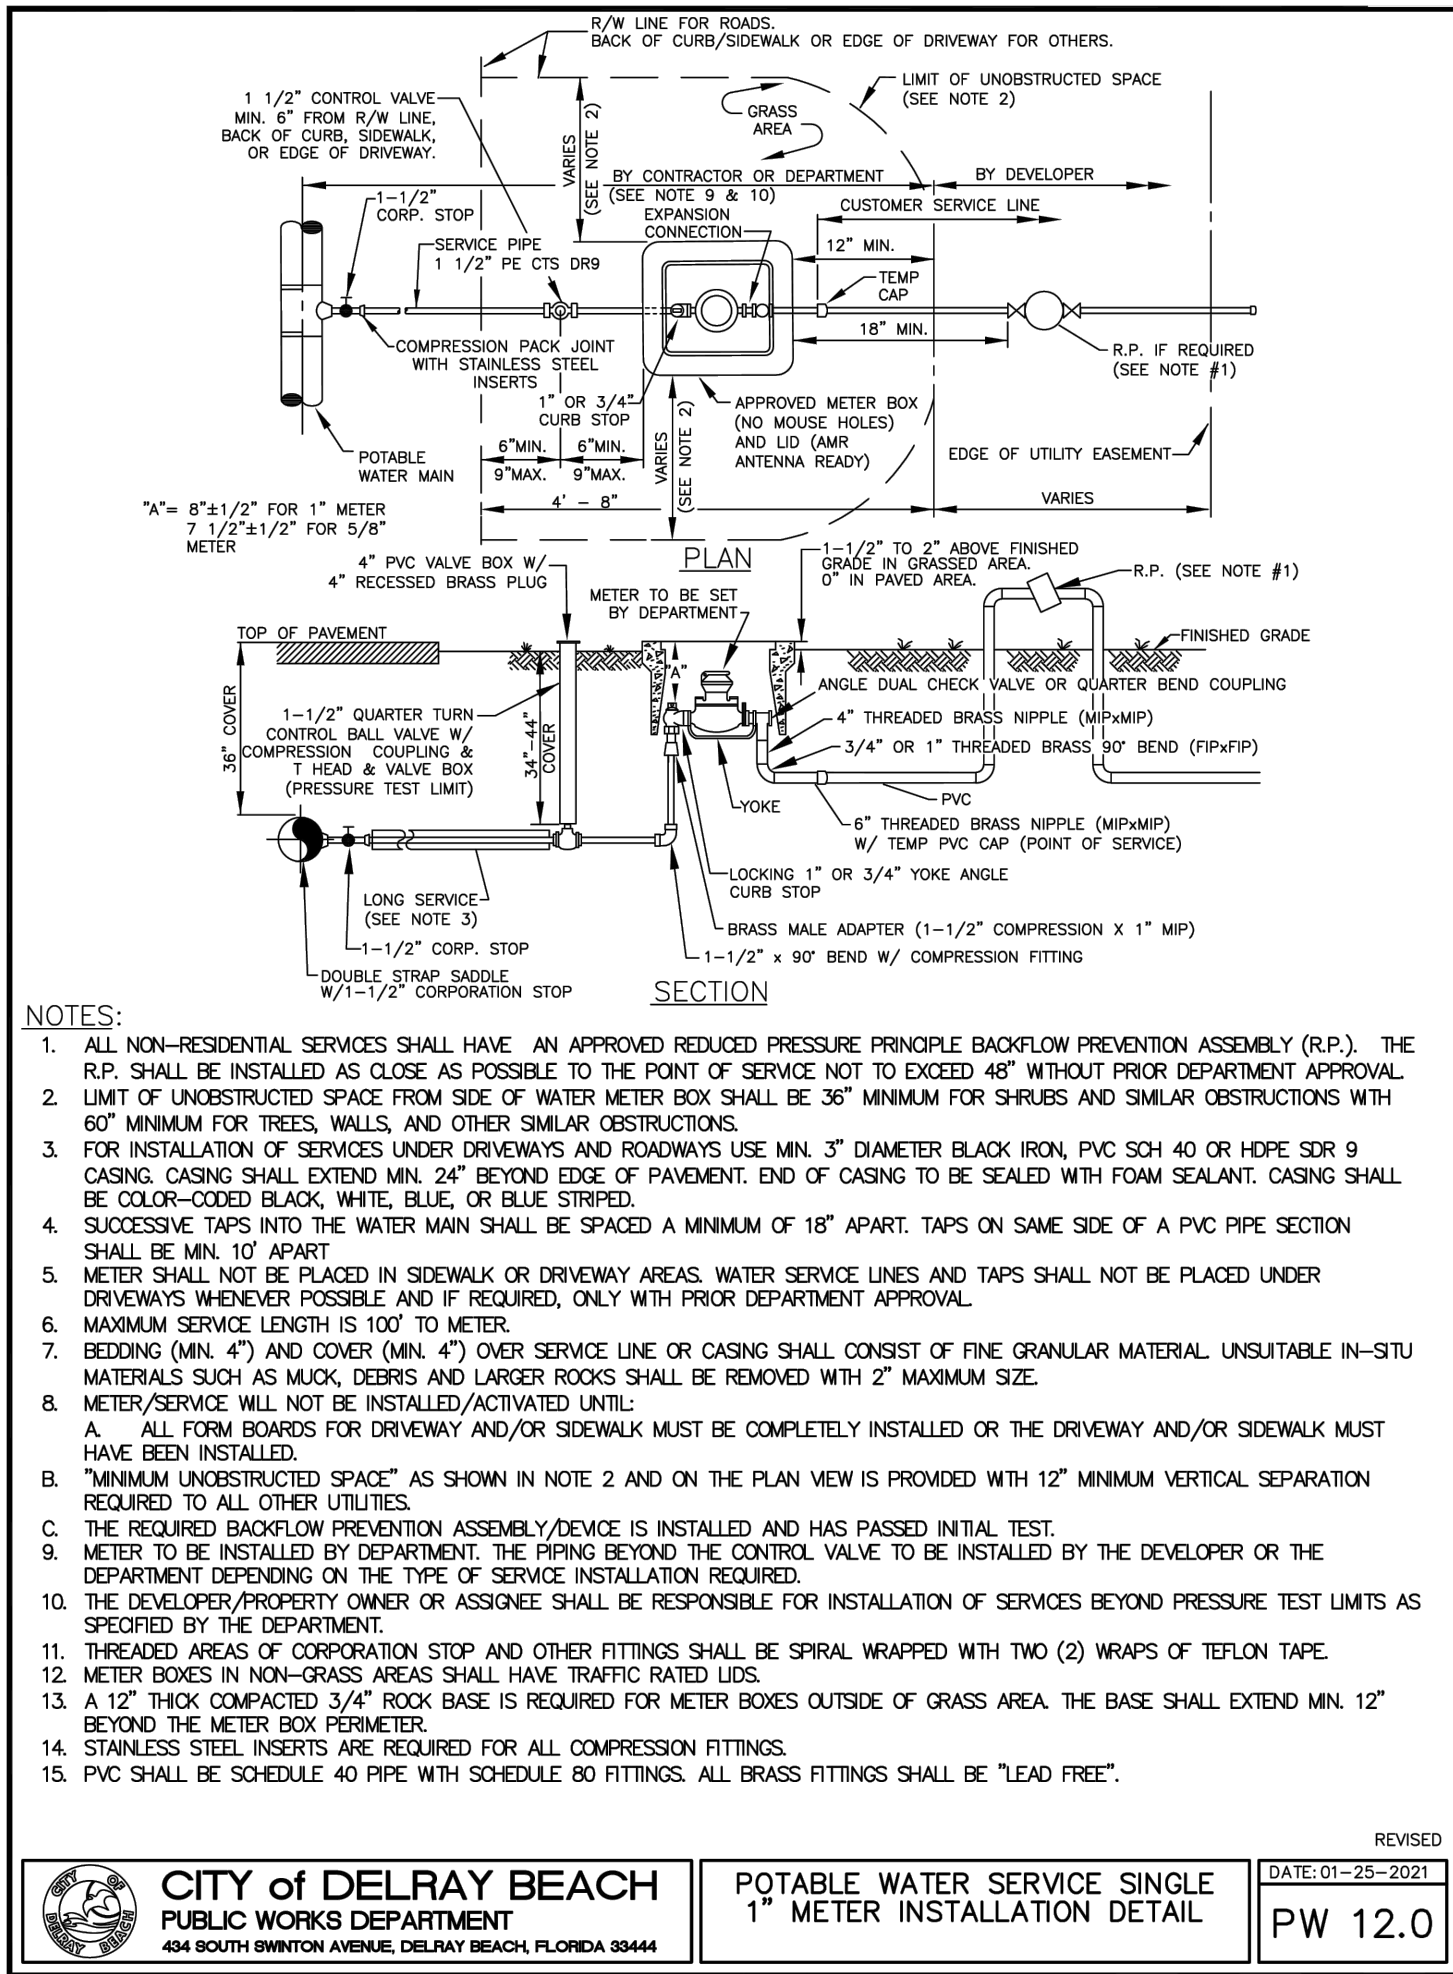 R/W LINE FOR ROADS.
BACK OF CURB/SIDEWALK OR EDGE OF DRIVEWAY FOR OTHERS.
LIMIT OF UNOBSTRUCTED SPACE
(SEE NOTE 2)
1 1/2" CONTROL VALVE
MIN. 6" FROM R/W LINE,
BACK OF CURB, SIDEWALK,
OR EDGE OF DRIVEWAY.
GRASS
AREA
VARIES
(SEE NOTE 2)
BY CONTRACTOR OR DEPARTMENT
(SEE NOTE 9 & 10)
BY DEVELOPER
1-1/2"
CORP. STOP
CUSTOMER SERVICE LINE
EXPANSION
CONNECTION
SERVICE PIPE
1 1/2" PE CTS DR9
12" MIN.
TEMP
CAP
18" MIN.
COMPRESSION PACK JOINT
WITH STAINLESS STEEL
INSERTS
R.P. IF REQUIRED
(SEE NOTE #1)
1" OR 3/4"
CURB STOP
APPROVED METER BOX
(NO MOUSE HOLES)
AND LID (AMR
ANTENNA READY)
VARIES
(SEE NOTE 2)
6"MIN.
9"MAX.
6"MIN.
9"MAX.
POTABLE
WATER MAIN
EDGE OF UTILITY EASEMENT
4' - 8"
VARIES
"A"= 8"±1/2" FOR 1" METER
7 1/2"±1/2" FOR 5/8"
METER
PLAN
4" PVC VALVE BOX W/
4" RECESSED BRASS PLUG
1-1/2" TO 2" ABOVE FINISHED
GRADE IN GRASSED AREA.
0" IN PAVED AREA.
R.P. (SEE NOTE #1)
METER TO BE SET
BY DEPARTMENT
TOP OF PAVEMENT
FINISHED GRADE
"A"
36" COVER
34"-44"
COVER
ANGLE DUAL CHECK VALVE OR QUARTER BEND COUPLING
1-1/2" QUARTER TURN
CONTROL BALL VALVE W/
COMPRESSION COUPLING &
T HEAD & VALVE BOX
(PRESSURE TEST LIMIT)
4" THREADED BRASS NIPPLE (MIPxMIP)
3/4" OR 1" THREADED BRASS 90° BEND (FIPxFIP)
YOKE
PVC
6" THREADED BRASS NIPPLE (MIPxMIP)
W/ TEMP PVC CAP (POINT OF SERVICE)
LOCKING 1" OR 3/4" YOKE ANGLE
CURB STOP
LONG SERVICE
(SEE NOTE 3)
BRASS MALE ADAPTER (1-1/2" COMPRESSION X 1" MIP)
1-1/2" CORP. STOP
1-1/2" x 90° BEND W/ COMPRESSION FITTING
DOUBLE STRAP SADDLE
W/1-1/2" CORPORATION STOP
SECTION
NOTES:
1. ALL NON-RESIDENTIAL SERVICES SHALL HAVE AN APPROVED REDUCED PRESSURE PRINCIPLE BACKFLOW PREVENTION ASSEMBLY (R.P.). THE
R.P. SHALL BE INSTALLED AS CLOSE AS POSSIBLE TO THE POINT OF SERVICE NOT TO EXCEED 48" WITHOUT PRIOR DEPARTMENT APPROVAL.
2. LIMIT OF UNOBSTRUCTED SPACE FROM SIDE OF WATER METER BOX SHALL BE 36" MINIMUM FOR SHRUBS AND SIMILAR OBSTRUCTIONS WITH
60" MINIMUM FOR TREES, WALLS, AND OTHER SIMILAR OBSTRUCTIONS.
3. FOR INSTALLATION OF SERVICES UNDER DRIVEWAYS AND ROADWAYS USE MIN. 3" DIAMETER BLACK IRON, PVC SCH 40 OR HDPE SDR 9
CASING. CASING SHALL EXTEND MIN. 24" BEYOND EDGE OF PAVEMENT. END OF CASING TO BE SEALED WITH FOAM SEALANT. CASING SHALL
BE COLOR-CODED BLACK, WHITE, BLUE, OR BLUE STRIPED.
4. SUCCESSIVE TAPS INTO THE WATER MAIN SHALL BE SPACED A MINIMUM OF 18" APART. TAPS ON SAME SIDE OF A PVC PIPE SECTION
SHALL BE MIN. 10' APART
5. METER SHALL NOT BE PLACED IN SIDEWALK OR DRIVEWAY AREAS. WATER SERVICE LINES AND TAPS SHALL NOT BE PLACED UNDER
DRIVEWAYS WHENEVER POSSIBLE AND IF REQUIRED, ONLY WITH PRIOR DEPARTMENT APPROVAL.
6. MAXIMUM SERVICE LENGTH IS 100' TO METER.
7. BEDDING (MIN. 4") AND COVER (MIN. 4") OVER SERVICE LINE OR CASING SHALL CONSIST OF FINE GRANULAR MATERIAL. UNSUITABLE IN-SITU
MATERIALS SUCH AS MUCK, DEBRIS AND LARGER ROCKS SHALL BE REMOVED WITH 2" MAXIMUM SIZE.
8. METER/SERVICE WILL NOT BE INSTALLED/ACTIVATED UNTIL:
A. ALL FORM BOARDS FOR DRIVEWAY AND/OR SIDEWALK MUST BE COMPLETELY INSTALLED OR THE DRIVEWAY AND/OR SIDEWALK MUST
HAVE BEEN INSTALLED.
B. "MINIMUM UNOBSTRUCTED SPACE" AS SHOWN IN NOTE 2 AND ON THE PLAN VIEW IS PROVIDED WITH 12" MINIMUM VERTICAL SEPARATION
REQUIRED TO ALL OTHER UTILITIES.
C. THE REQUIRED BACKFLOW PREVENTION ASSEMBLY/DEVICE IS INSTALLED AND HAS PASSED INITIAL TEST.
9. METER TO BE INSTALLED BY DEPARTMENT. THE PIPING BEYOND THE CONTROL VALVE TO BE INSTALLED BY THE DEVELOPER OR THE
DEPARTMENT DEPENDING ON THE TYPE OF SERVICE INSTALLATION REQUIRED.
10. THE DEVELOPER/PROPERTY OWNER OR ASSIGNEE SHALL BE RESPONSIBLE FOR INSTALLATION OF SERVICES BEYOND PRESSURE TEST LIMITS AS
SPECIFIED BY THE DEPARTMENT.
11. THREADED AREAS OF CORPORATION STOP AND OTHER FITTINGS SHALL BE SPIRAL WRAPPED WITH TWO (2) WRAPS OF TEFLON TAPE.
12. METER BOXES IN NON-GRASS AREAS SHALL HAVE TRAFFIC RATED LIDS.
13. A 12" THICK COMPACTED 3/4" ROCK BASE IS REQUIRED FOR METER BOXES OUTSIDE OF GRASS AREA. THE BASE SHALL EXTEND MIN. 12"
BEYOND THE METER BOX PERIMETER.
14. STAINLESS STEEL INSERTS ARE REQUIRED FOR ALL COMPRESSION FITTINGS.
15. PVC SHALL BE SCHEDULE 40 PIPE WITH SCHEDULE 80 FITTINGS. ALL BRASS FITTINGS SHALL BE "LEAD FREE".
REVISED
CITY OF
DELRAY BEACH
CITY of DELRAY BEACH
PUBLIC WORKS DEPARTMENT
434 SOUTH SWINTON AVENUE, DELRAY BEACH, FLORIDA 33444
POTABLE WATER SERVICE SINGLE
1" METER INSTALLATION DETAIL
DATE: 01-25-2021
PW 12.0